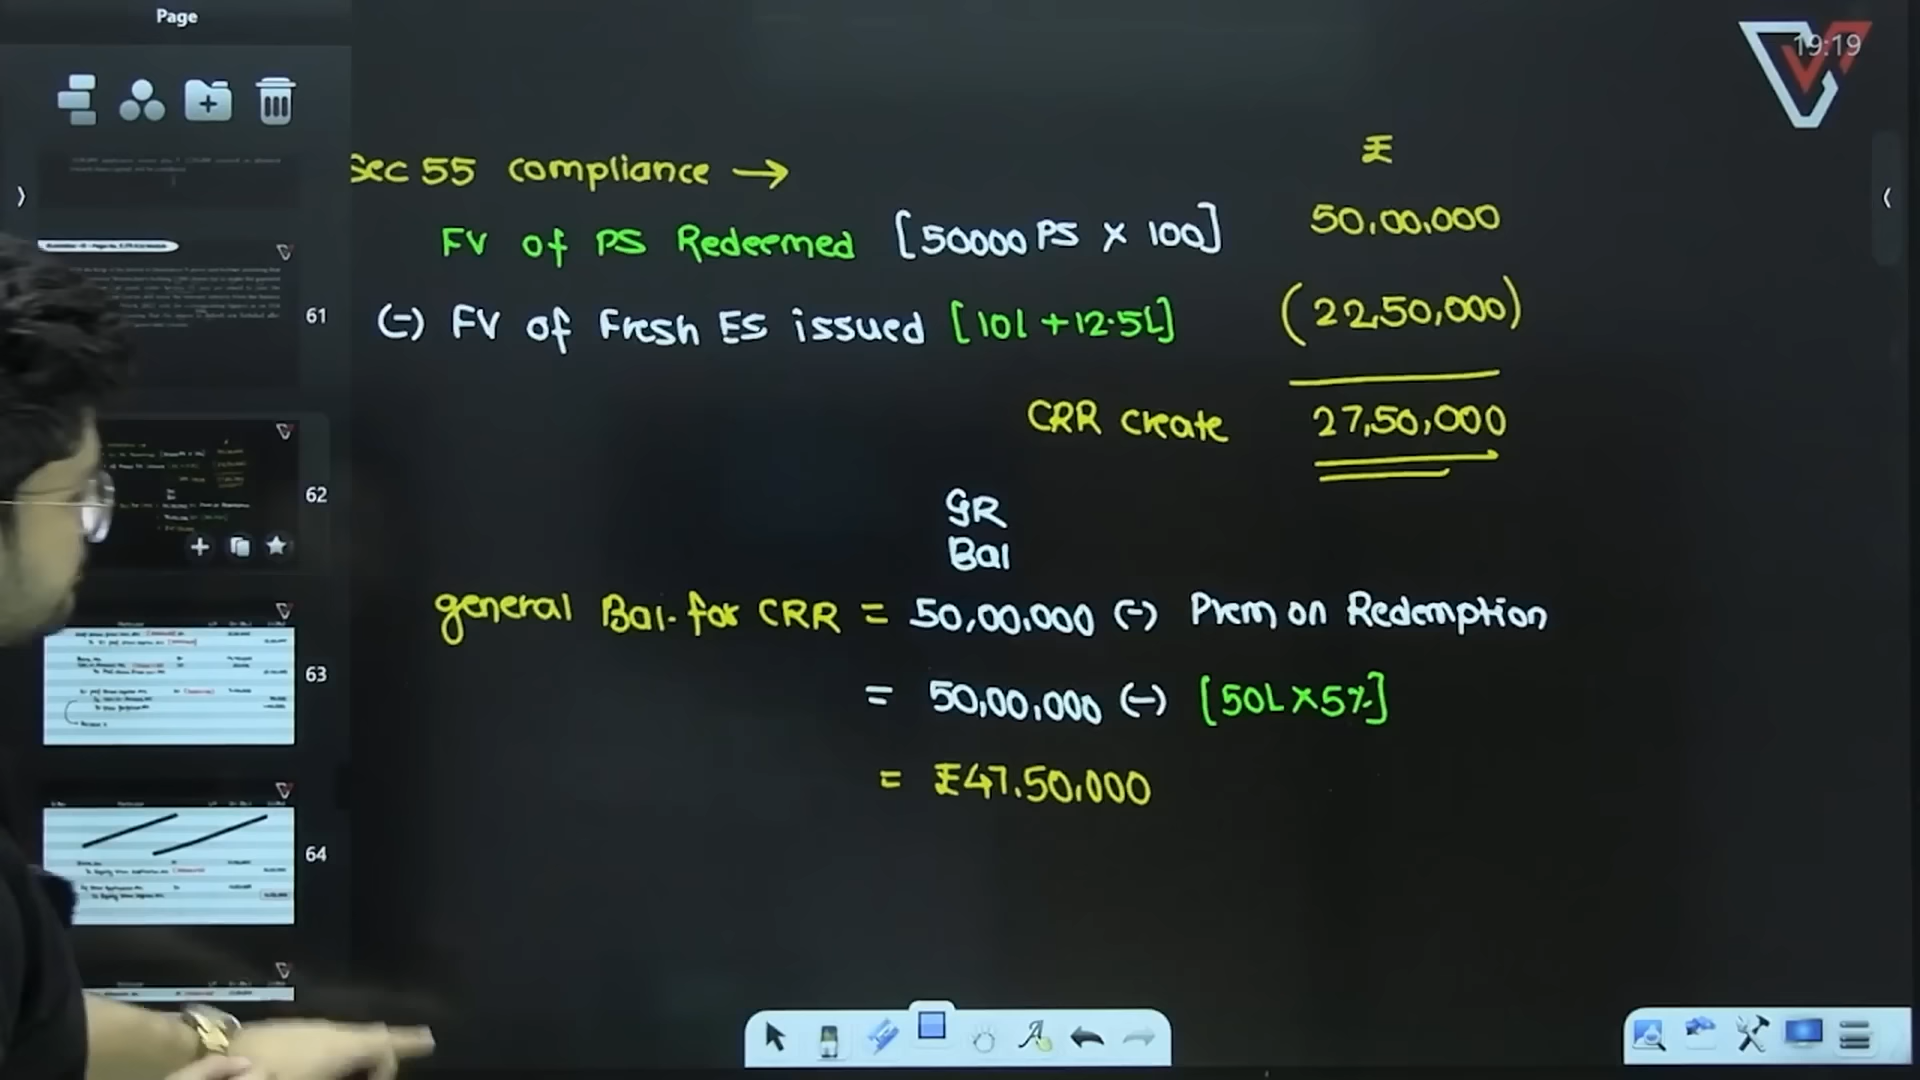 Page
19:19
Sec 55 compliance →
₹
FV of PS Redeemed [50000 PS X 100] 50,00,000
(-) FV of Fresh ES issued [10L + 12.5L] (22,50,000)
CRR create 27,50,000
GR
Bal
general Bal. for CRR = 50,00,000 (-) Prem on Redemption
= 50,00,000 (-) [50L X 5%]
= ₹47,50,000
61
62
63
64